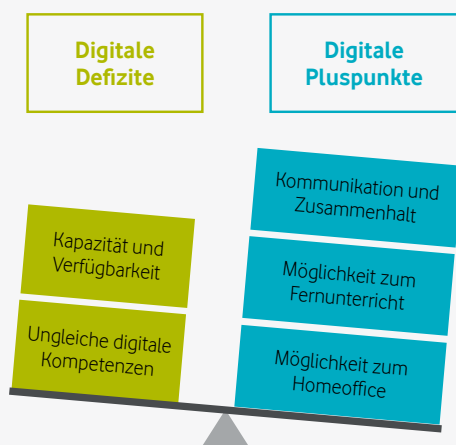 Digitale
Defizite
Digitale
Pluspunkte
Kapazität und
Verfügbarkeit
Ungleiche digitale
Kompetenzen
Kommunikation und
Zusammenhalt
Möglichkeit zum
Fernunterricht
Möglichkeit zum
Homeoffice